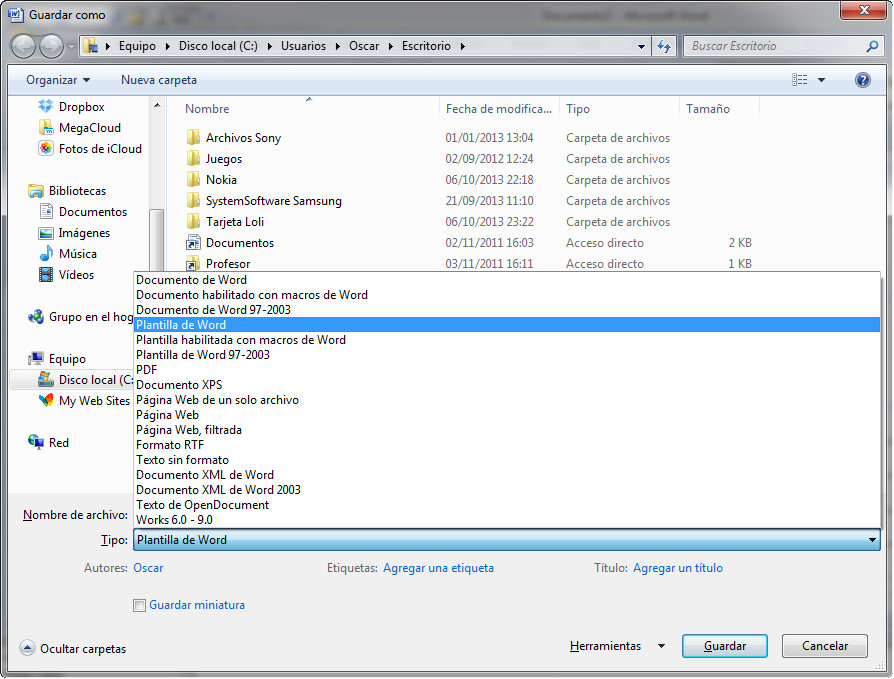 Guardar como
Equipo ▸ Disco local (C:) ▸ Usuarios ▸ Oscar ▸ Escritorio ▸
Buscar Escritorio
Organizar
Nueva carpeta
Dropbox
MegaCloud
Fotos de iCloud
Bibliotecas
Documentos
Imágenes
Música
Vídeos
Grupo en el hog
Equipo
Disco local (C:
My Web Sites
Red
Nombre Fecha de modifica... Tipo Tamaño
Archivos Sony 01/01/2013 13:04 Carpeta de archivos
Juegos 02/09/2012 12:24 Carpeta de archivos
Nokia 06/10/2013 22:18 Carpeta de archivos
SystemSoftware Samsung 21/09/2013 11:10 Carpeta de archivos
Tarjeta Loli 06/10/2013 23:22 Carpeta de archivos
Documentos 02/11/2011 16:03 Acceso directo 2 KB
Profesor 03/11/2011 16:11 Acceso directo 1 KB
Documento de Word
Documento habilitado con macros de Word
Documento de Word 97-2003
Plantilla de Word
Plantilla habilitada con macros de Word
Plantilla de Word 97-2003
PDF
Documento XPS
Página Web de un solo archivo
Página Web
Página Web, filtrada
Formato RTF
Texto sin formato
Documento XML de Word
Documento XML de Word 2003
Texto de OpenDocument
Works 6.0 - 9.0
Nombre de archivo:
Tipo: Plantilla de Word
Autores: Oscar Etiquetas: Agregar una etiqueta Título: Agregar un título
Guardar miniatura
Ocultar carpetas
Herramientas
Guardar
Cancelar